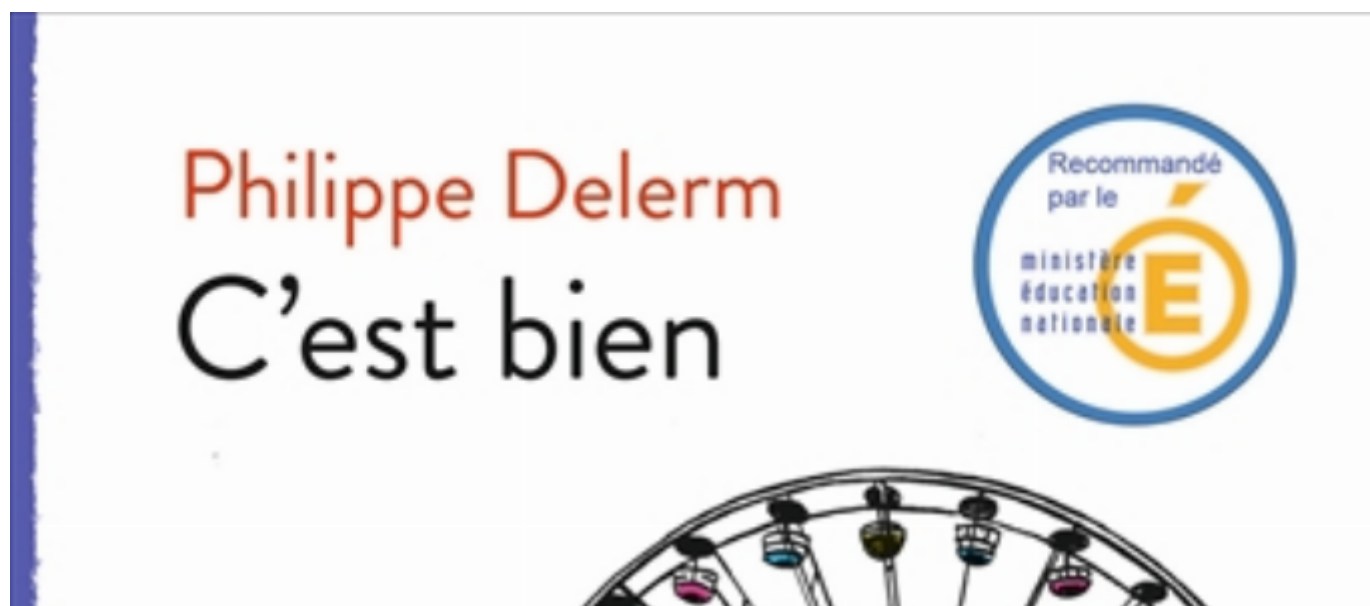 Philippe Delerm
C'est bien
Recommandé
par le
ministère
éducation
nationale
É